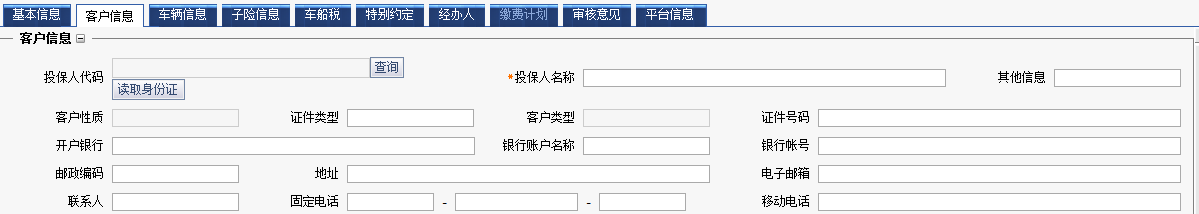 基本信息 客户信息 车辆信息 子险信息 车船税 特别约定 经办人 缴费计划 审核意见 平台信息
客户信息
投保人代码 查询 *投保人名称 其他信息
读取身份证
客户性质 证件类型 客户类型 证件号码
开户银行 银行账户名称 银行帐号
邮政编码 地址 电子邮箱
联系人 固定电话 - - 移动电话